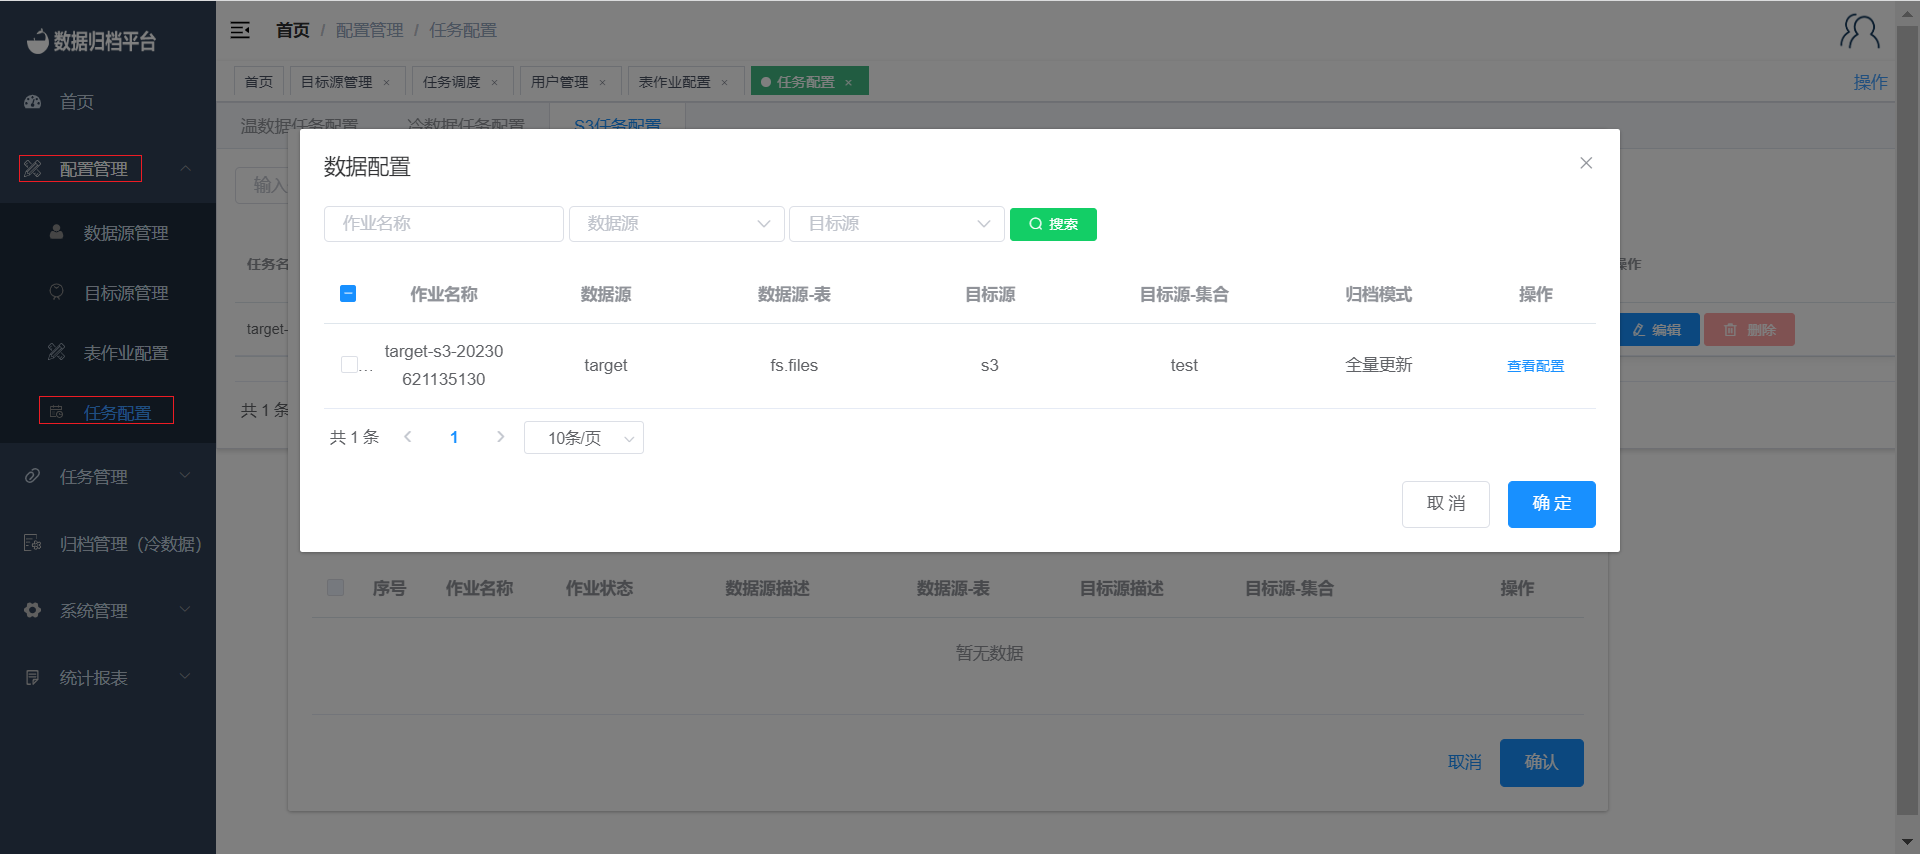 数据归档平台
首页
配置管理
数据源管理
目标源管理
表作业配置
任务配置
任务管理
归档管理（冷数据）
系统管理
统计报表
首页 / 配置管理 / 任务配置
首页 目标源管理 × 任务调度 × 用户管理 × 表作业配置 × 任务配置 × 操作
温数据任务配置 冷数据任务配置 S3任务配置
输入
任务名 操作
target- 编辑 删除
共 1 条
数据配置
作业名称 数据源 目标源 搜索
作业名称 数据源 数据源-表 目标源 目标源-集合 归档模式 操作
... target-s3-20230
621135130 target fs.files s3 test 全量更新 查看配置
共 1 条 1 10条/页
取 消 确 定
序号 作业名称 作业状态 数据源描述 数据源-表 目标源描述 目标源-集合 操作
暂无数据
取消 确认